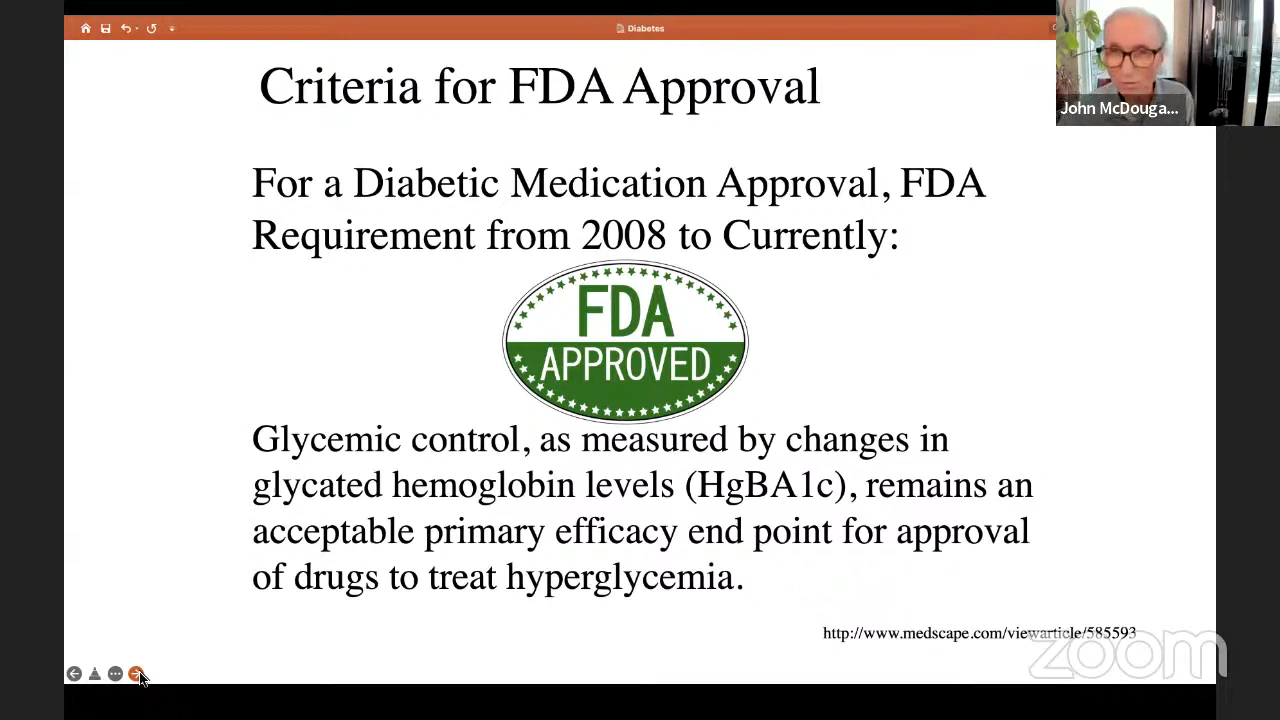 Diabetes
John McDouga...
Criteria for FDA Approval
For a Diabetic Medication Approval, FDA
Requirement from 2008 to Currently:
FDA
APPROVED
Glycemic control, as measured by changes in
glycated hemoglobin levels (HgBA1c), remains an
acceptable primary efficacy end point for approval
of drugs to treat hyperglycemia.
http://www.medscape.com/viewarticle/585593
zoom